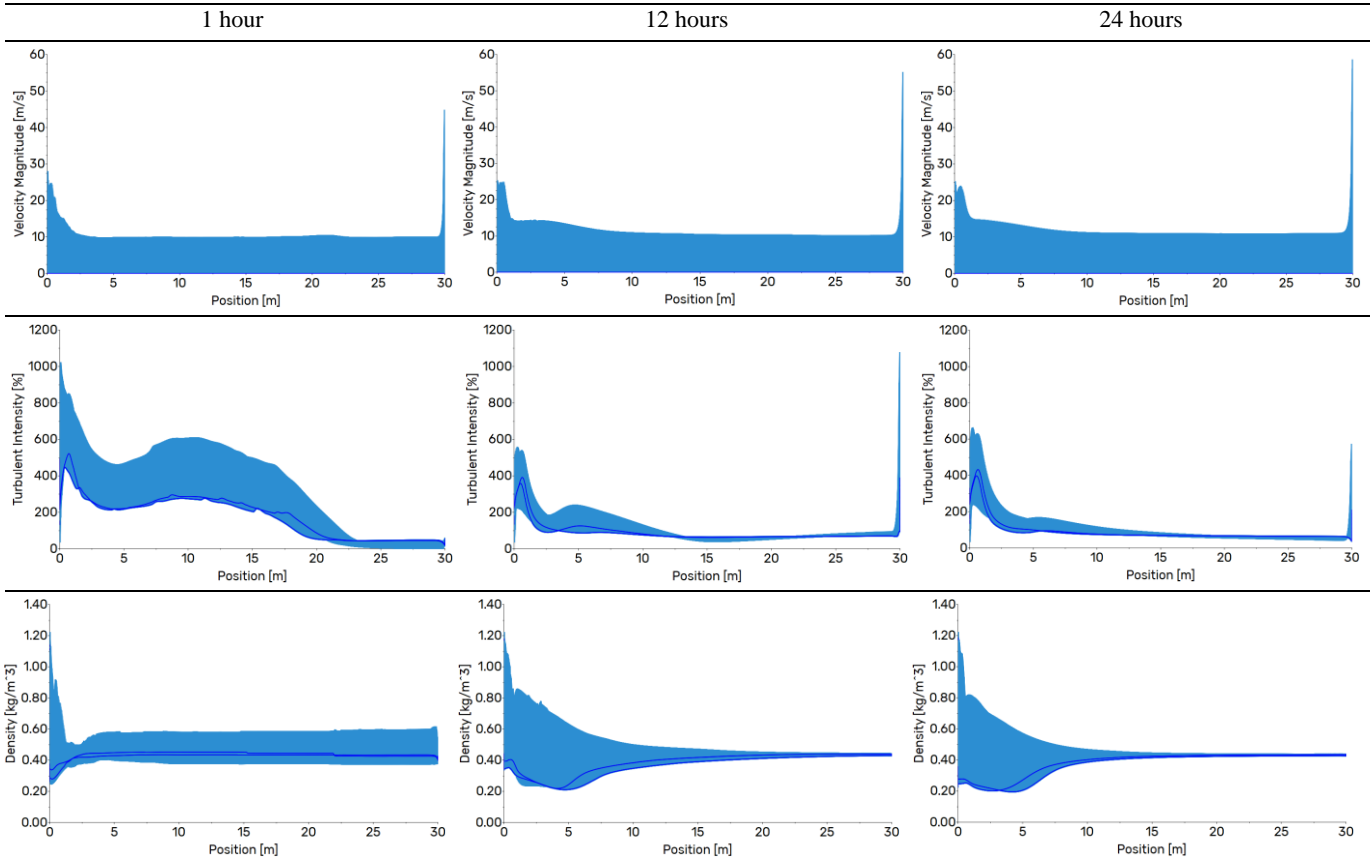 1 hour 12 hours 24 hours
60 60 60
50 50 50
40 40 40
30 30 30
20 20 20
10 10 10
0 0 0
Velocity Magnitude [m/s] Velocity Magnitude [m/s] Velocity Magnitude [m/s]
0 5 10 15 20 25 30 0 5 10 15 20 25 30 0 5 10 15 20 25 30
Position [m] Position [m] Position [m]
1200 1200 1200
1000 1000 1000
800 800 800
600 600 600
400 400 400
200 200 200
0 0 0
Turbulent Intensity [%] Turbulent Intensity [%] Turbulent Intensity [%]
0 5 10 15 20 25 30 0 5 10 15 20 25 30 0 5 10 15 20 25 30
Position [m] Position [m] Position [m]
1.40 1.40 1.40
1.20 1.20 1.20
1.00 1.00 1.00
0.80 0.80 0.80
0.60 0.60 0.60
0.40 0.40 0.40
0.20 0.20 0.20
0.00 0.00 0.00
Density [kg/m^3] Density [kg/m^3] Density [kg/m^3]
0 5 10 15 20 25 30 0 5 10 15 20 25 30 0 5 10 15 20 25 30
Position [m] Position [m] Position [m]